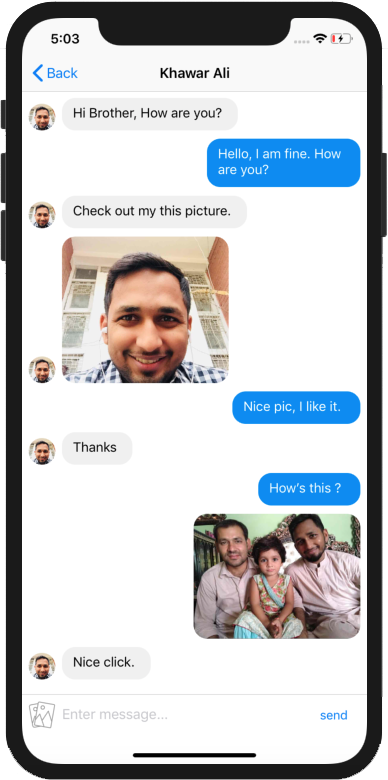 5:03
Back
Khawar Ali
Hi Brother, How are you?
Hello, I am fine. How
are you?
Check out my this picture.
Nice pic, I like it.
Thanks
How's this ?
Nice click.
Enter message...
send